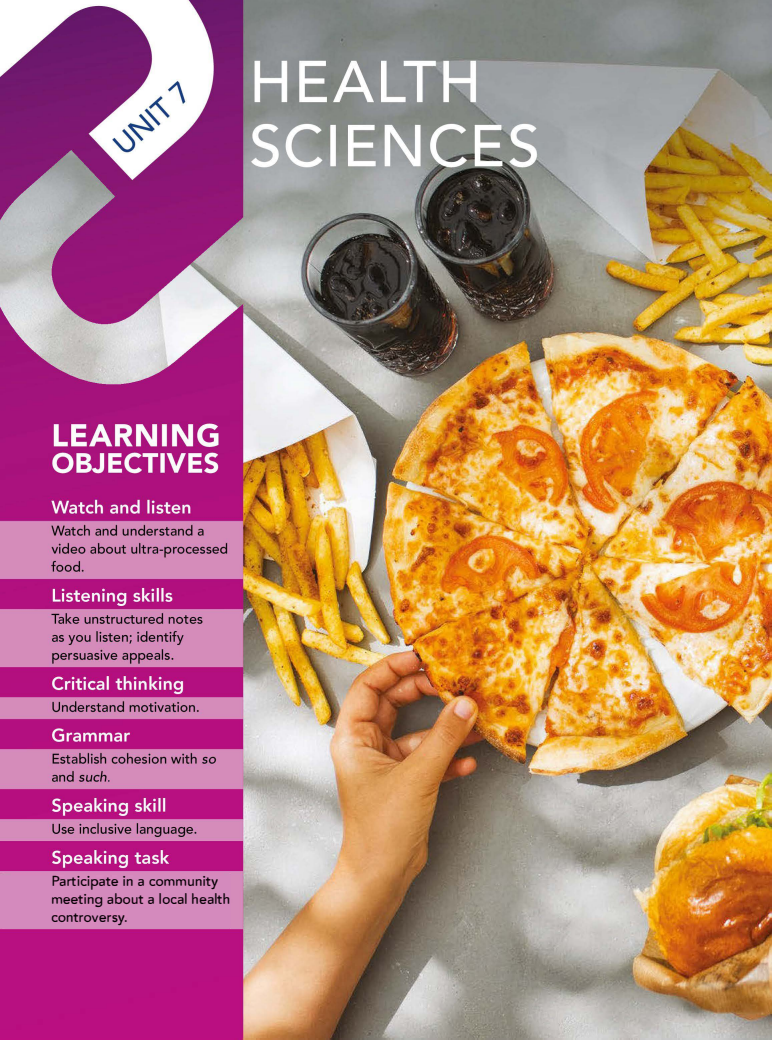 UNIT 7
HEALTH
SCIENCES
LEARNING
OBJECTIVES
Watch and listen
Watch and understand a
video about ultra-processed
food.
Listening skills
Take unstructured notes
as you listen; identify
persuasive appeals.
Critical thinking
Understand motivation.
Grammar
Establish cohesion with so
and such.
Speaking skill
Use inclusive language.
Speaking task
Participate in a community
meeting about a local health
controversy.